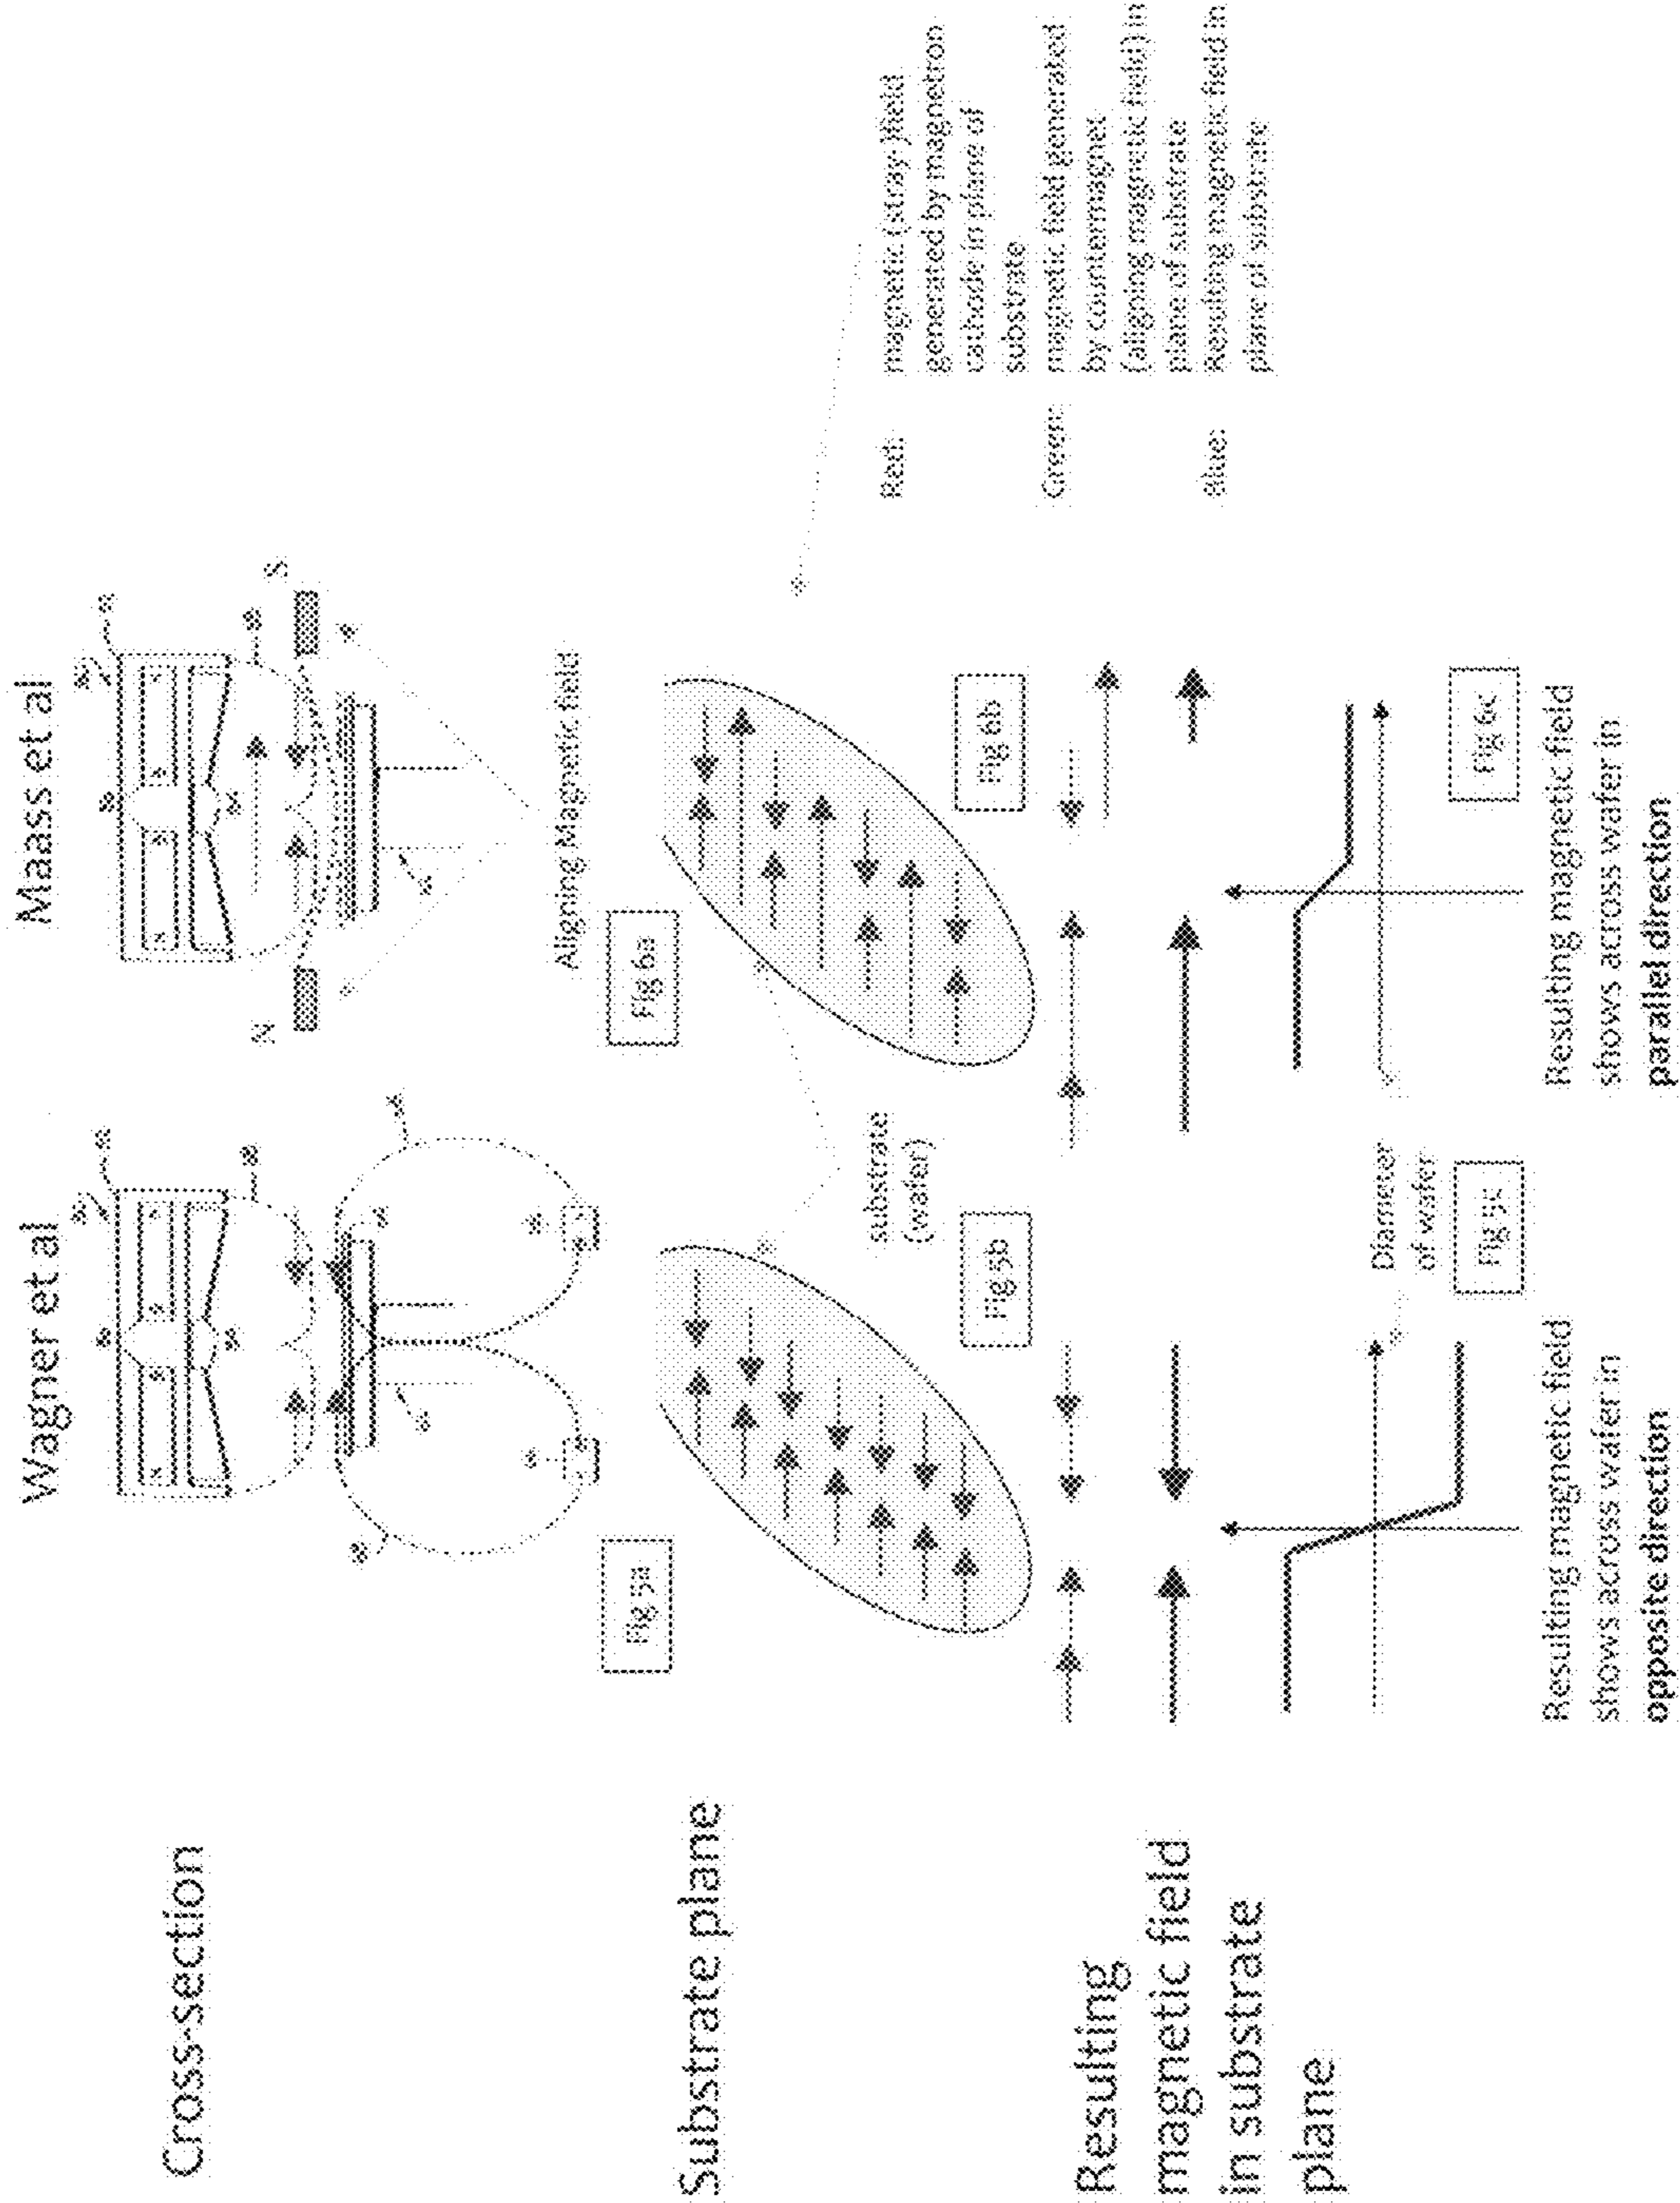 Wagner et al
Maass et al
Cross-section
N
S
Aligning Magnetic field
Fig 5a
Fig 6a
Substrate plane
substrate
(wafer)
Fig 5b
Fig 6b
Red:
magnetic (stray) field
generated by magnetron
cathode in plane of
substrate
Green:
magnetic field generated
by countermagnet
(aligning magnetic field) in
plane of substrate
Blue:
Resulting magnetic field in
plane of substrate
Resulting
magnetic field
in substrate
plane
Diameter
of wafer
Fig 5c
Fig 6c
Resulting magnetic field
shows across wafer in
opposite direction
Resulting magnetic field
shows across wafer in
parallel direction